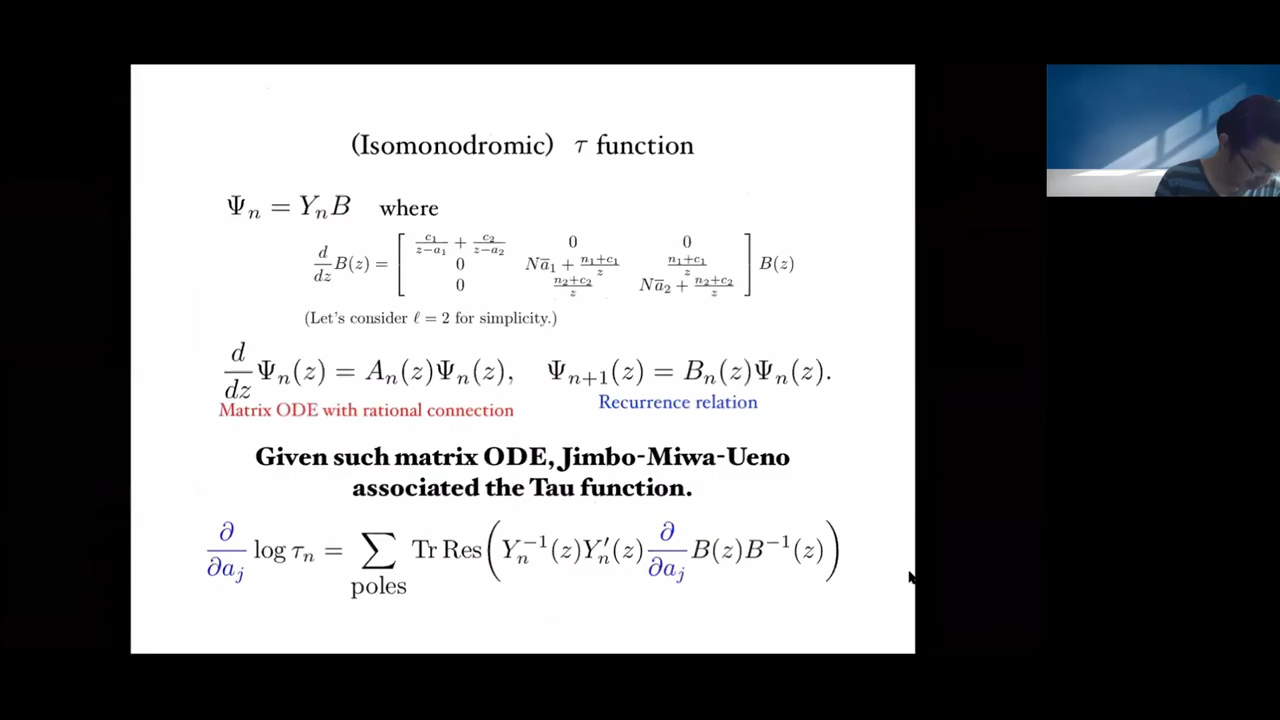 (Isomonodromic) τ function
Ψ_n = Y_n B where
d/dz B(z) = [ c_1/(z−a_1) + c_2/(z−a_2) 0 0
0 Nā_1 + (n_1+c_1)/z (n_1+c_1)/z
0 (n_2+c_2)/z Nā_2 + (n_2+c_2)/z ] B(z)
(Let's consider ℓ = 2 for simplicity.)
d/dz Ψ_n(z) = A_n(z)Ψ_n(z), Ψ_{n+1}(z) = B_n(z)Ψ_n(z).
Matrix ODE with rational connection Recurrence relation
Given such matrix ODE, Jimbo-Miwa-Ueno
associated the Tau function.
∂/∂a_j log τ_n = ∑_{poles} Tr Res( Y_n^{−1}(z)Y_n′(z) ∂/∂a_j B(z)B^{−1}(z) )